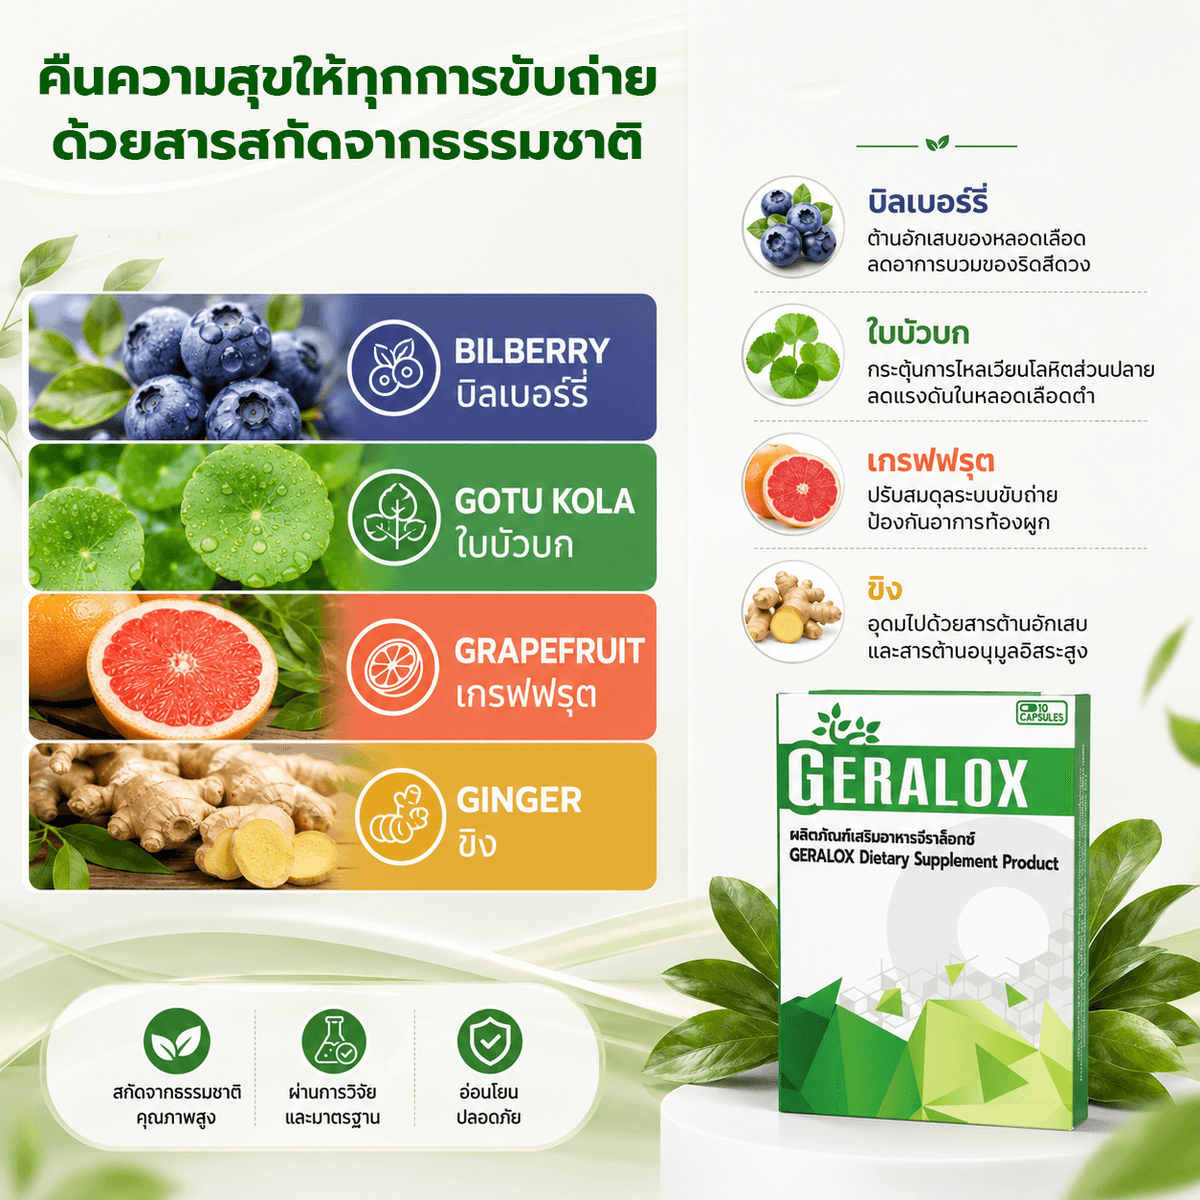 คืนความสุขให้ทุกการขับถ่าย
ด้วยสารสกัดจากธรรมชาติ
BILBERRY
บิลเบอร์รี่
GOTU KOLA
ใบบัวบก
GRAPEFRUIT
เกรฟฟรุต
GINGER
ขิง
สกัดจากธรรมชาติ
คุณภาพสูง
ผ่านการวิจัย
และมาตรฐาน
อ่อนโยน
ปลอดภัย
บิลเบอร์รี่
ต้านอักเสบของหลอดเลือด
ลดอาการบวมของริดสีดวง
ใบบัวบก
กระตุ้นการไหลเวียนโลหิตส่วนปลาย
ลดแรงดันในหลอดเลือดดำ
เกรฟฟรุต
ปรับสมดุลระบบขับถ่าย
ป้องกันอาการท้องผูก
ขิง
อุดมไปด้วยสารต้านอักเสบ
และสารต้านอนุมูลอิสระสูง
10
CAPSULES
GERALOX
ผลิตภัณฑ์เสริมอาหารจีราล็อกซ์
GERALOX Dietary Supplement Product